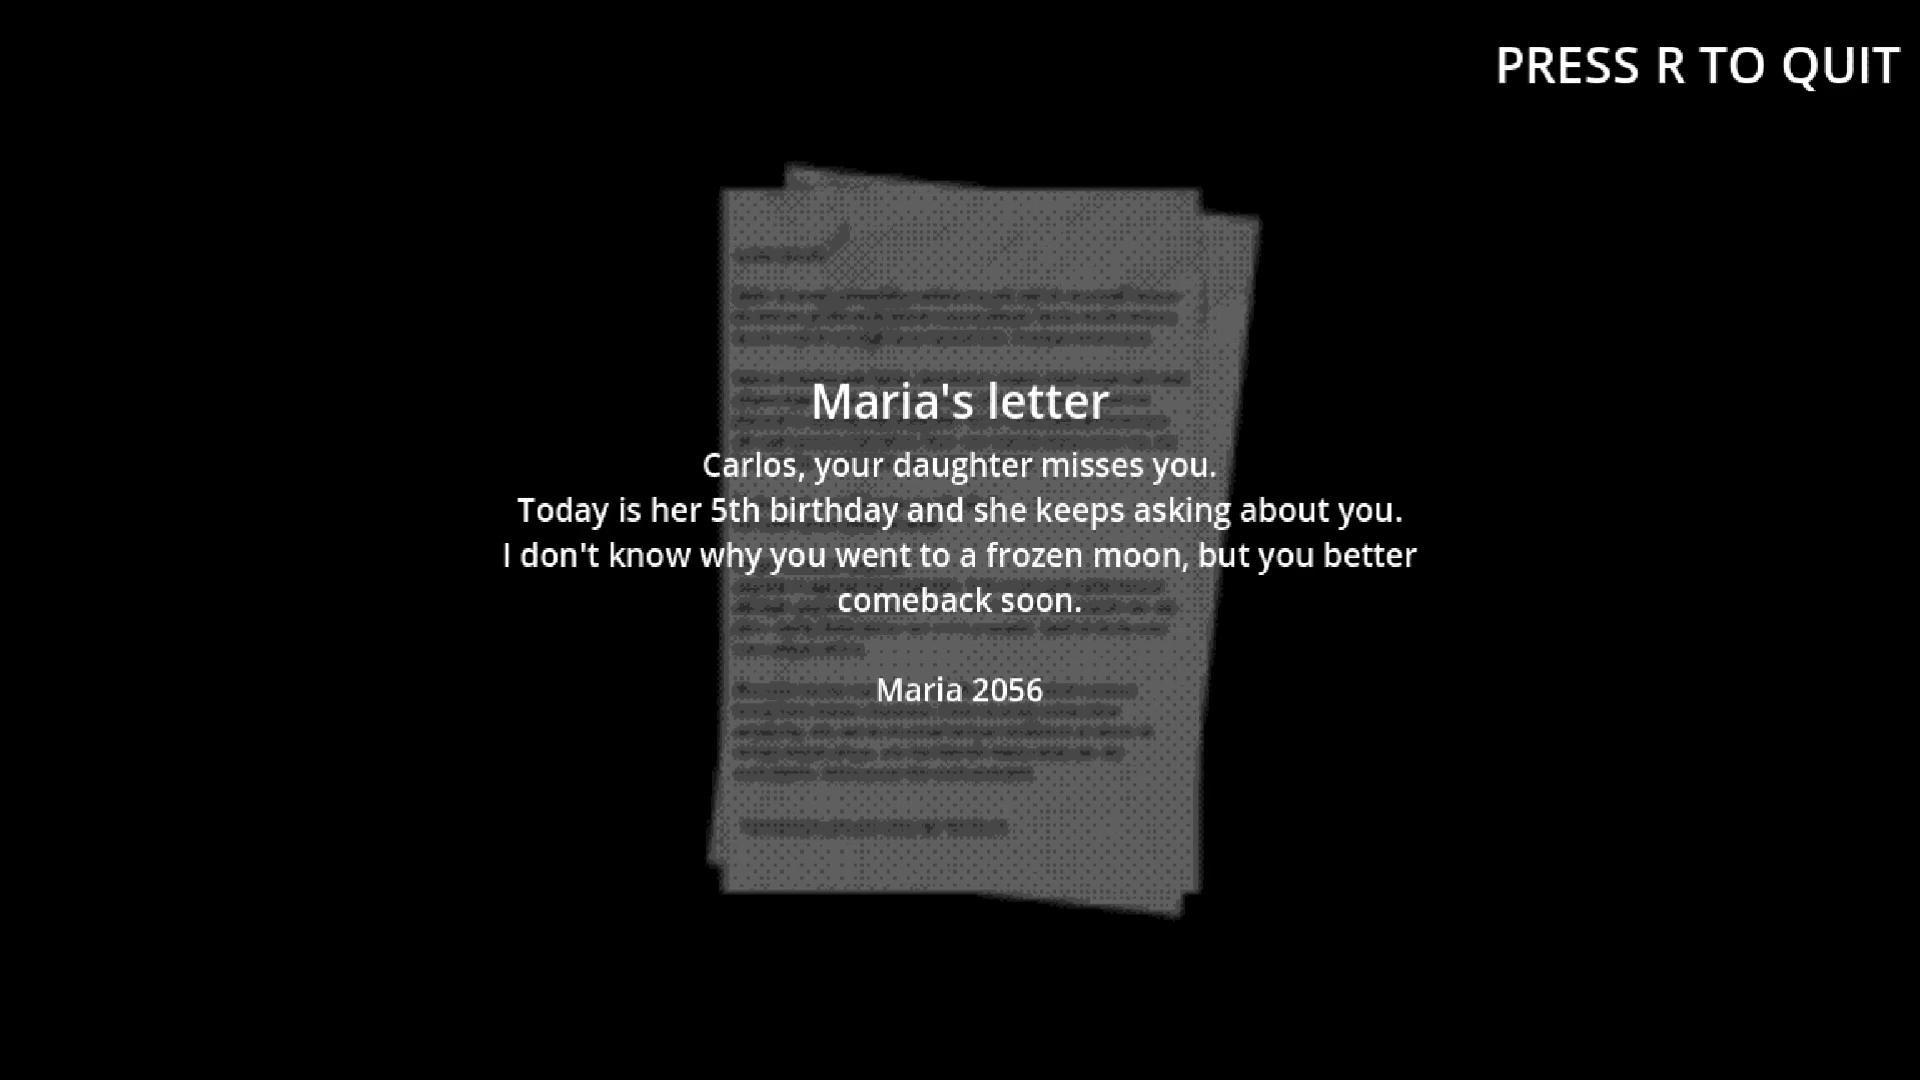 PRESS R TO QUIT
Maria's letter
Carlos, your daughter misses you.
Today is her 5th birthday and she keeps asking about you.
I don't know why you went to a frozen moon, but you better
comeback soon.
Maria 2056